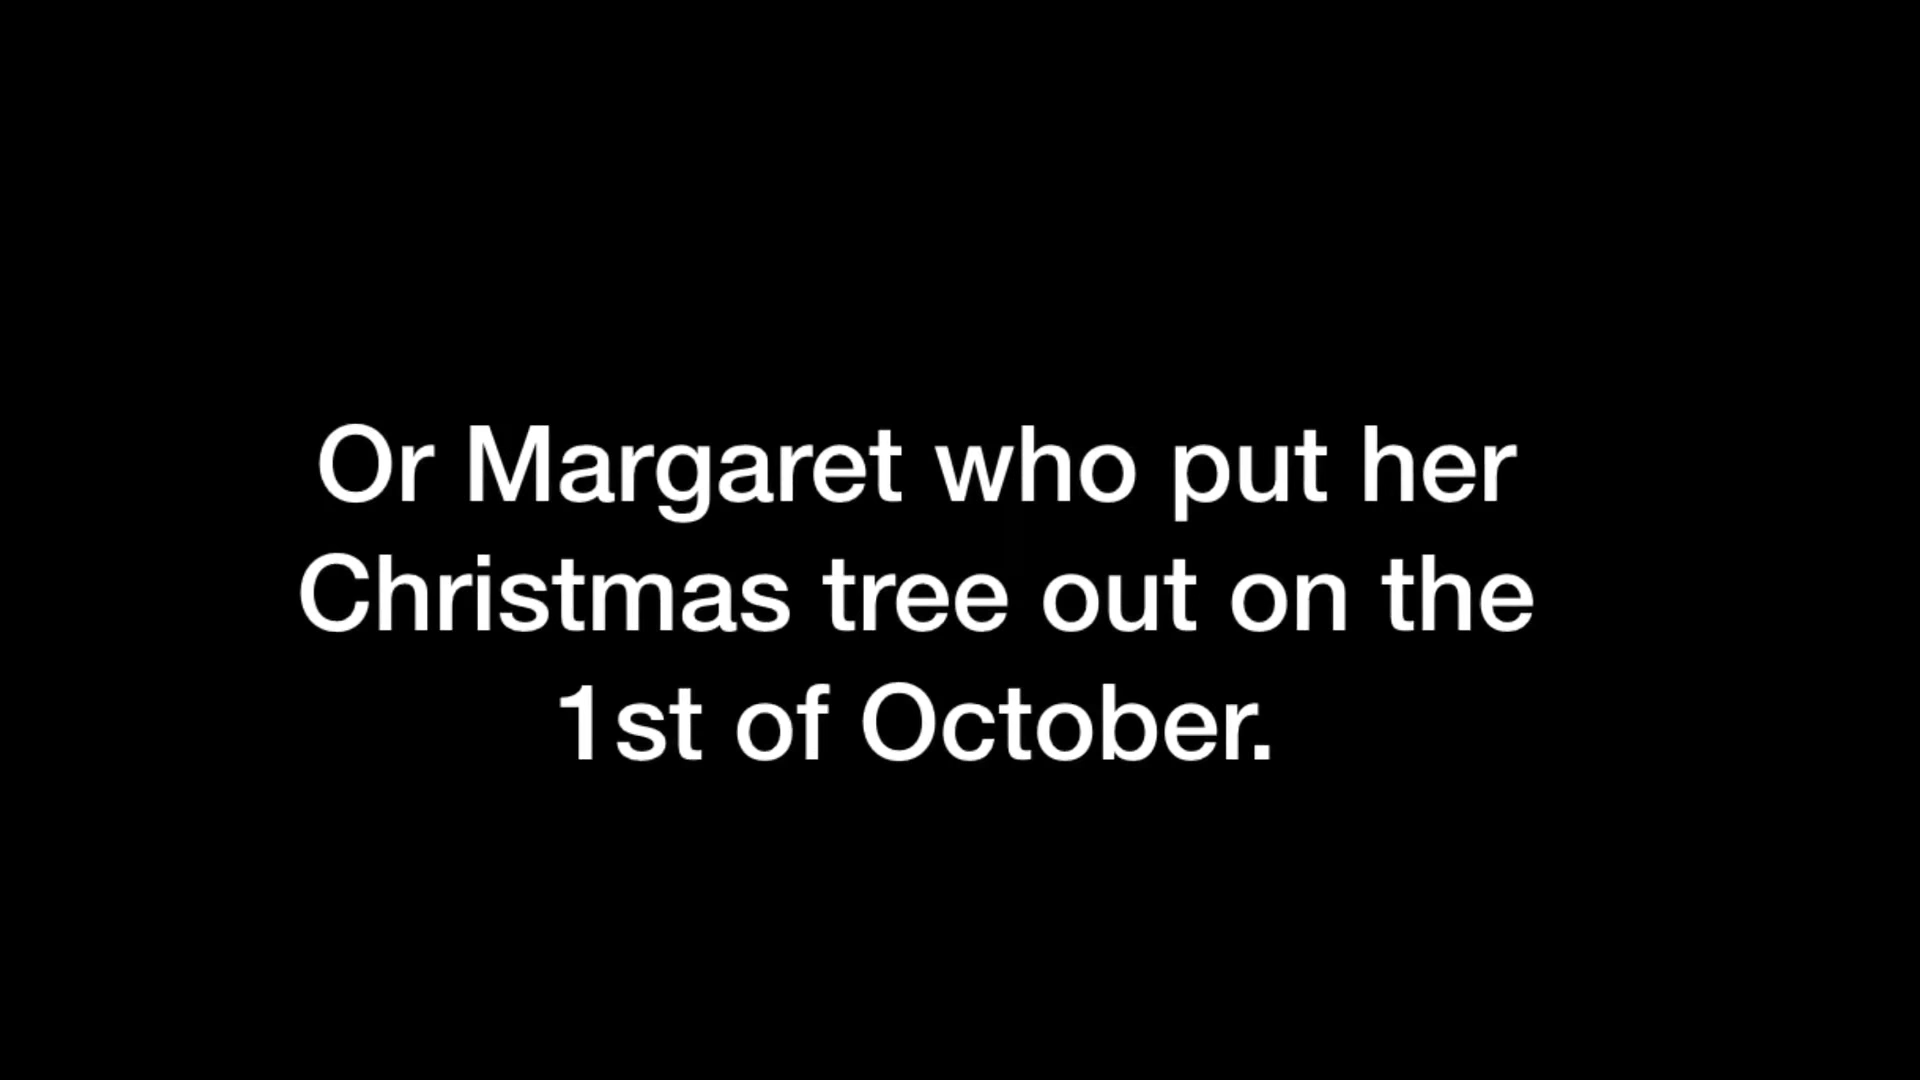 Or Margaret who put her
Christmas tree out on the
1st of October.